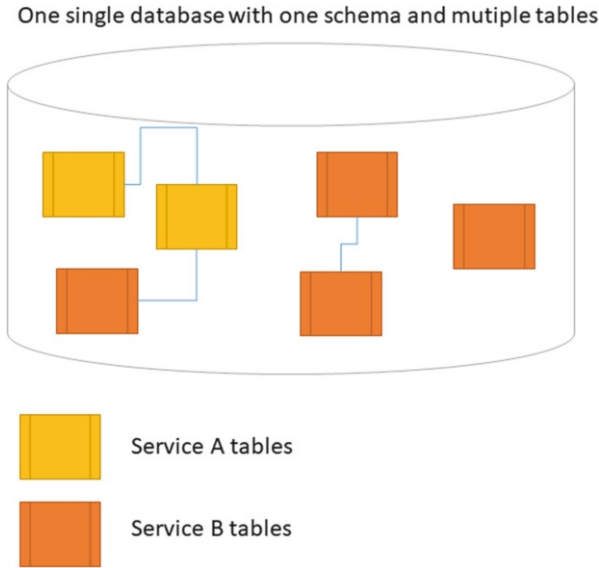 One single database with one schema and mutiple tables
Service A tables
Service B tables